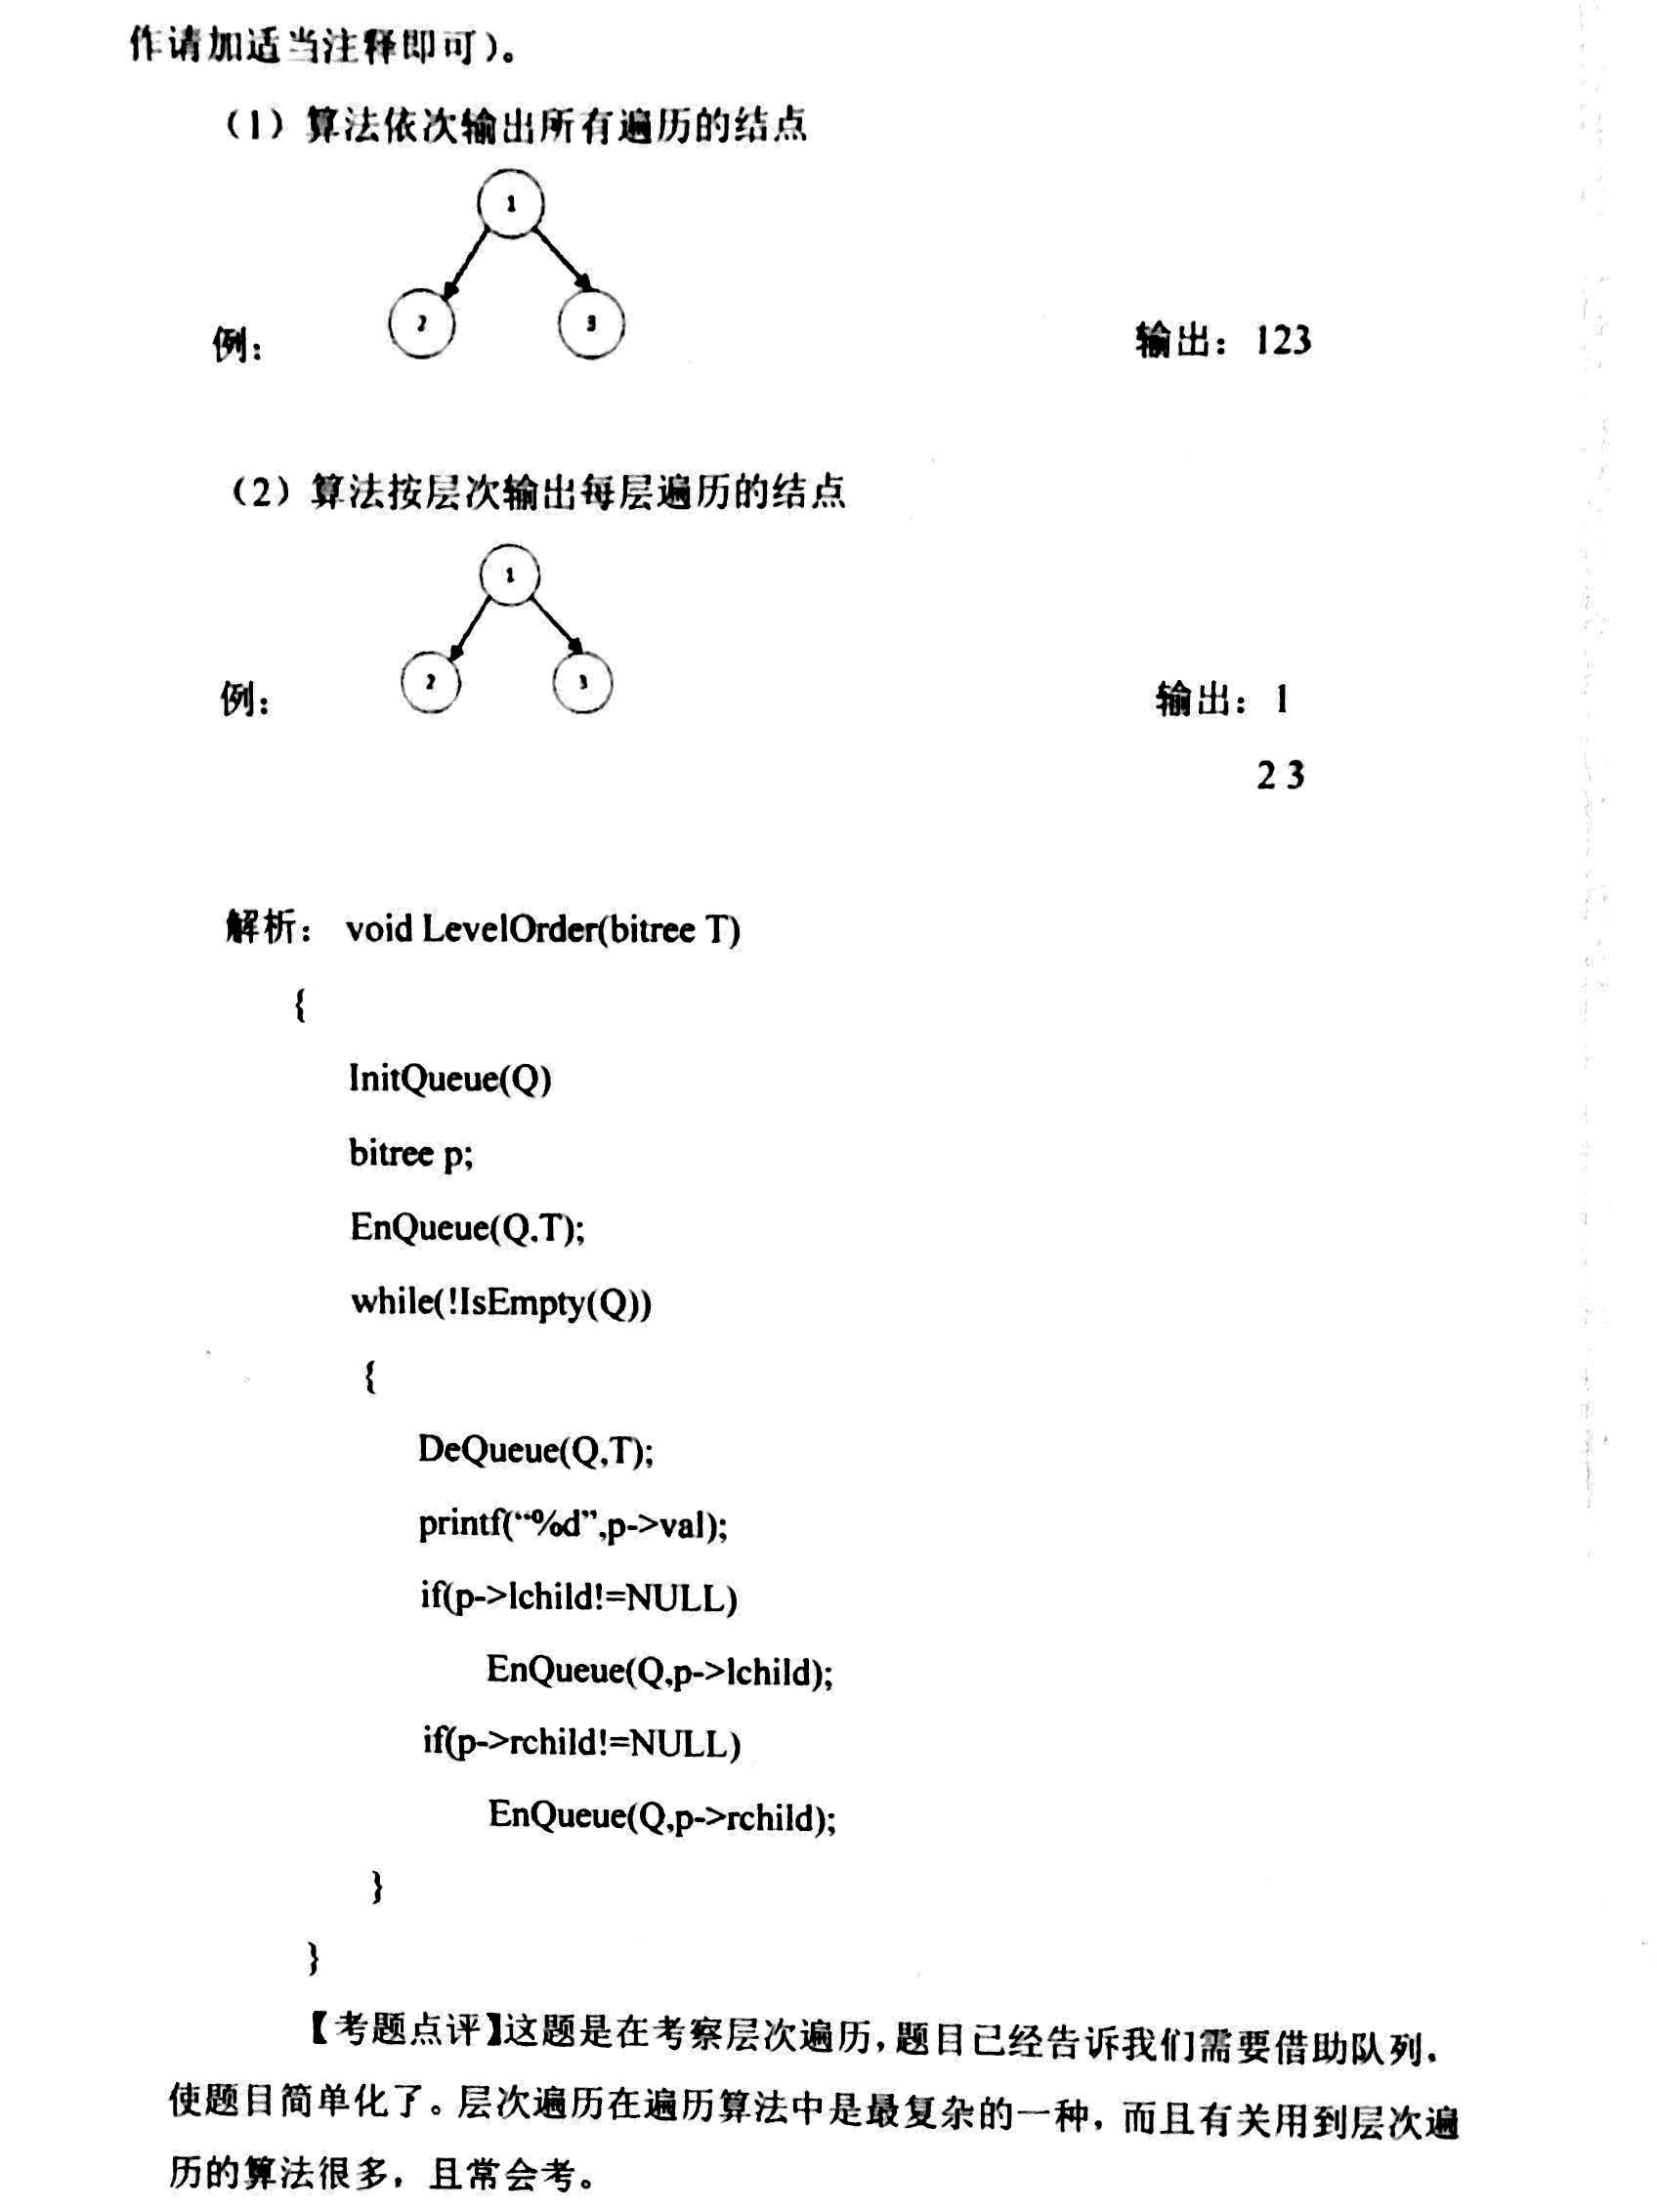 作请加适当注释即可)。
（1）算法依次输出所有遍历的结点
1
2 3
例：
输出：123
（2）算法按层次输出每层遍历的结点
1
2 3
例：
输出：1
2 3
解析： void LevelOrder(bitree T)
{
InitQueue(Q)
bitree p;
EnQueue(Q.T);
while(!IsEmpty(Q))
{
DeQueue(Q,T);
printf(“%d”,p->val);
if(p->lchild!=NULL)
EnQueue(Q,p->lchild);
if(p->rchild!=NULL)
EnQueue(Q,p->rchild);
}
}
【考题点评】这题是在考察层次遍历，题目已经告诉我们需要借助队列．
使题目简单化了。层次遍历在遍历算法中是最复杂的一种，而且有关用到层次遍
历的算法很多，且常会考。